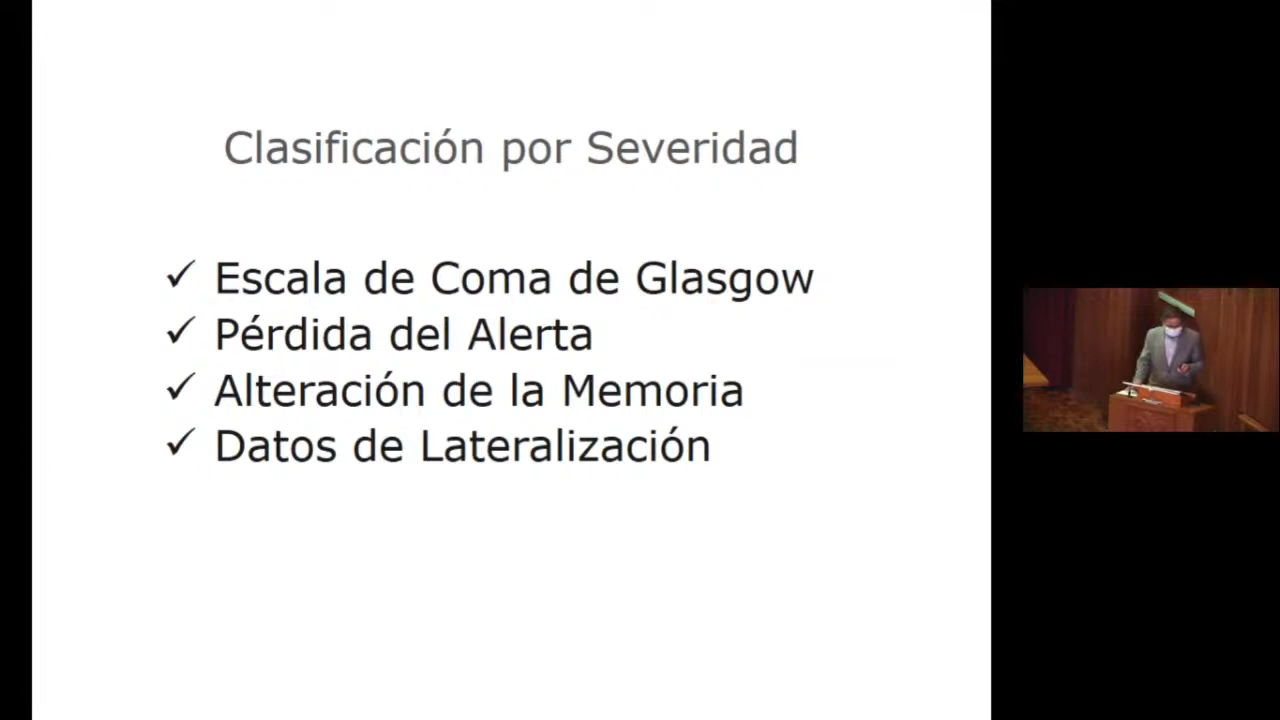 Clasificación por Severidad
✓ Escala de Coma de Glasgow
✓ Pérdida del Alerta
✓ Alteración de la Memoria
✓ Datos de Lateralización